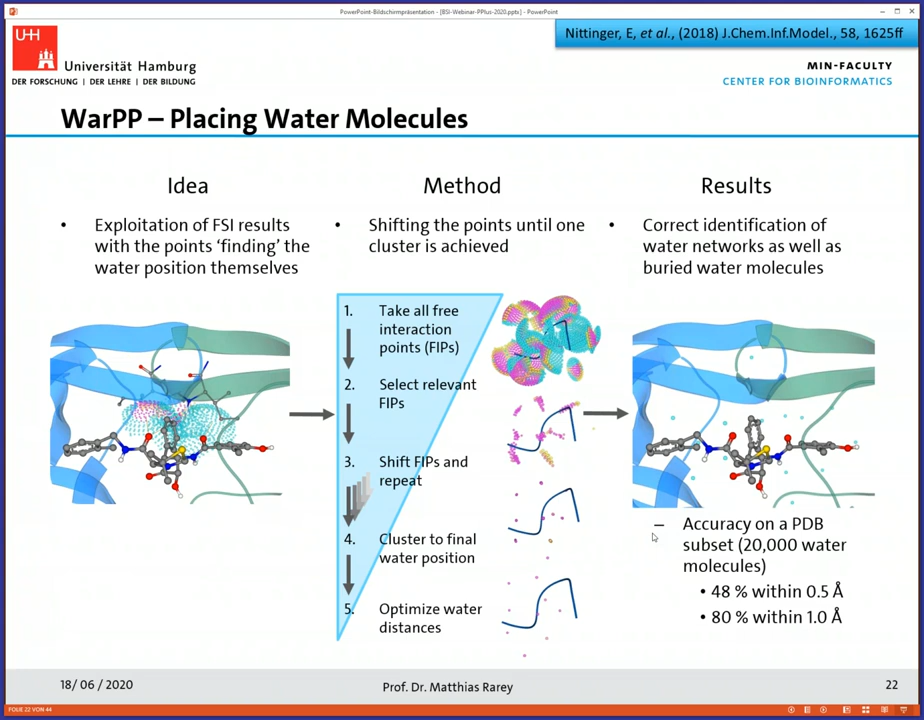 PowerPoint-Bildschirmpräsentation - [BSI-Webinar-PPlus-2020.pptx] - PowerPoint
Nittinger, E, et al., (2018) J.Chem.Inf.Model., 58, 1625ff
UHH
Universität Hamburg
DER FORSCHUNG | DER LEHRE | DER BILDUNG
MIN-FACULTY
CENTER FOR BIOINFORMATICS
WarPP – Placing Water Molecules
Idea
• Exploitation of FSI results
with the points ‘finding’ the
water position themselves
Method
• Shifting the points until one
cluster is achieved
1. Take all free
interaction
points (FIPs)
2. Select relevant
FIPs
3. Shift FIPs and
repeat
4. Cluster to final
water position
5. Optimize water
distances
Results
• Correct identification of
water networks as well as
buried water molecules
– Accuracy on a PDB
subset (20,000 water
molecules)
• 48 % within 0.5 Å
• 80 % within 1.0 Å
18/ 06 / 2020
Prof. Dr. Matthias Rarey
22
FOLIE 22 VON 44